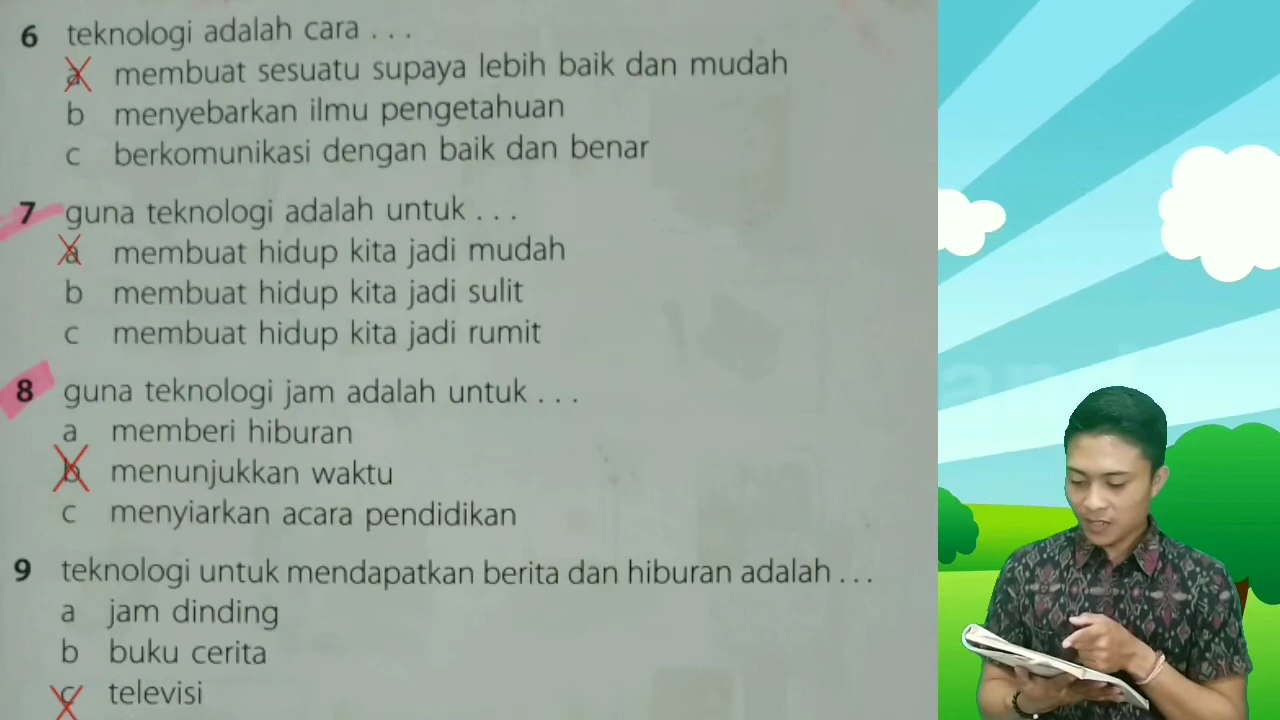 6 teknologi adalah cara . . .
a membuat sesuatu supaya lebih baik dan mudah
b menyebarkan ilmu pengetahuan
c berkomunikasi dengan baik dan benar
7 guna teknologi adalah untuk . . .
a membuat hidup kita jadi mudah
b membuat hidup kita jadi sulit
c membuat hidup kita jadi rumit
8 guna teknologi jam adalah untuk . . .
a memberi hiburan
b menunjukkan waktu
c menyiarkan acara pendidikan
9 teknologi untuk mendapatkan berita dan hiburan adalah . . .
a jam dinding
b buku cerita
c televisi